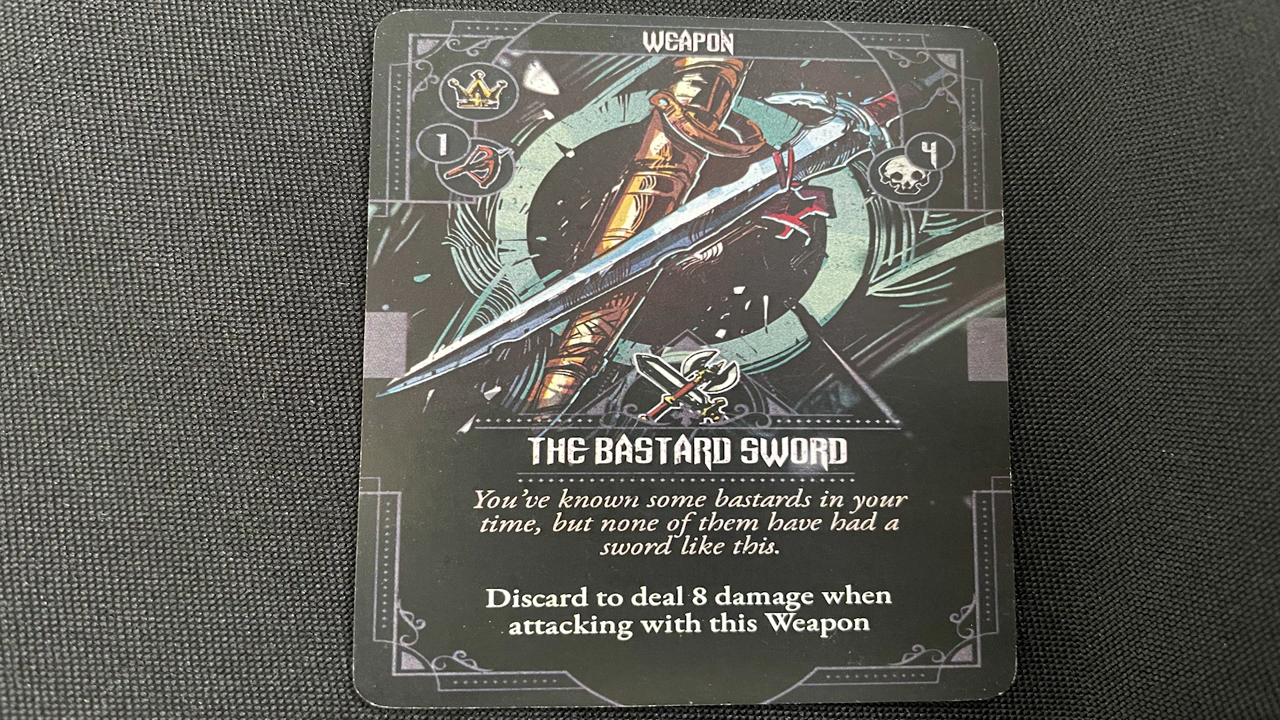 WEAPON
1
4
THE BASTARD SWORD
You've known some bastards in your
time, but none of them have had a
sword like this.
Discard to deal 8 damage when
attacking with this Weapon